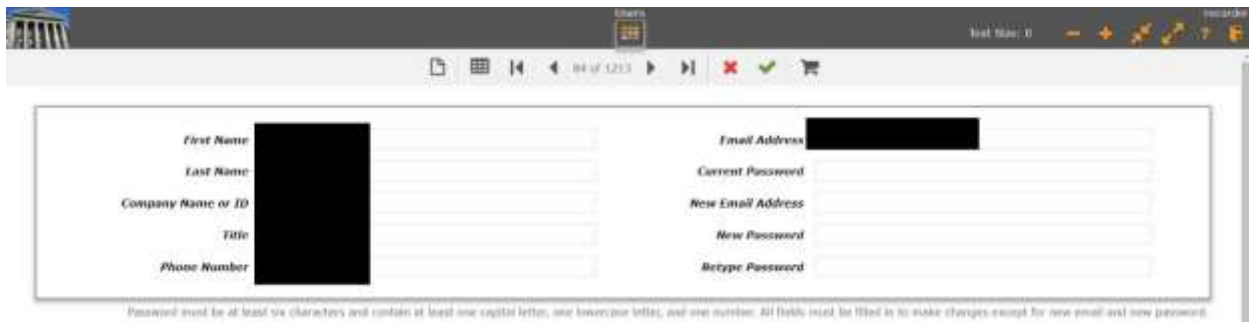 Users
recorder
Text Size: 0
84 of 1213
First Name
Email Address
Last Name
Current Password
Company Name or ID
New Email Address
Title
New Password
Phone Number
Retype Password
Password must be at least six characters and contain at least one capital letter, one lowercase letter, and one number. All fields must be filled in to make changes except for new email and new password.